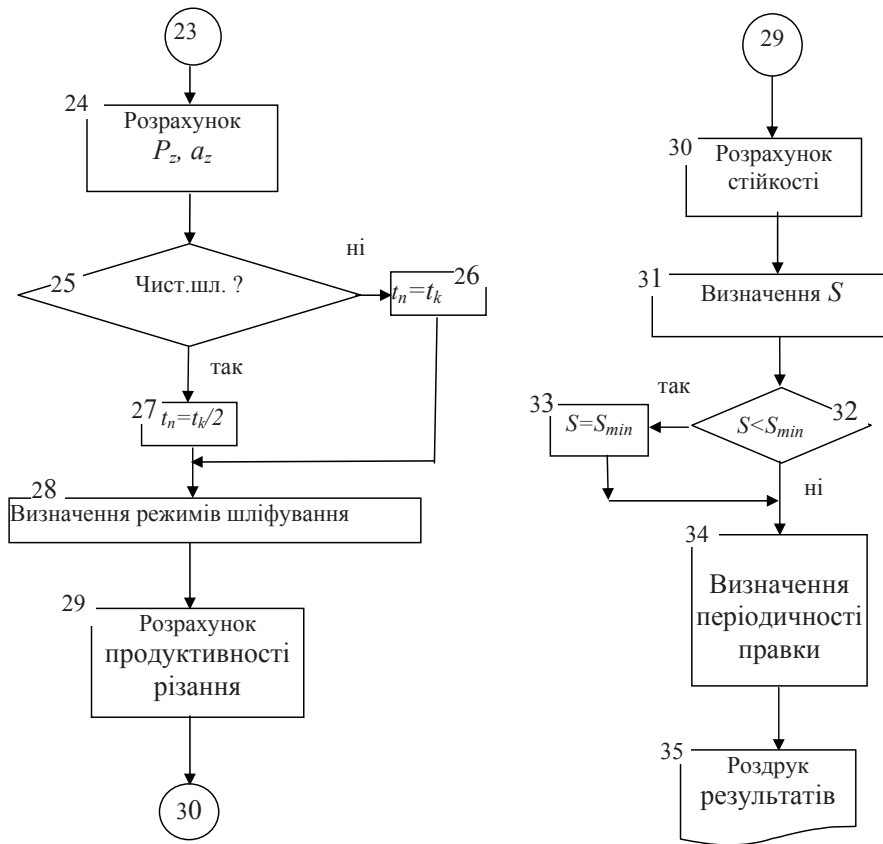 23
24
Розрахунок
Pz, az
25
Чист.шл. ?
ні
26
tn=tk
так
27
tn=tk/2
28
Визначення режимів шліфування
29
Розрахунок
продуктивності
різання
30
29
30
Розрахунок
стійкості
31
Визначення S
32
S<Smin
так
33
S=Smin
ні
34
Визначення
періодичності
правки
35
Роздрук
результатів